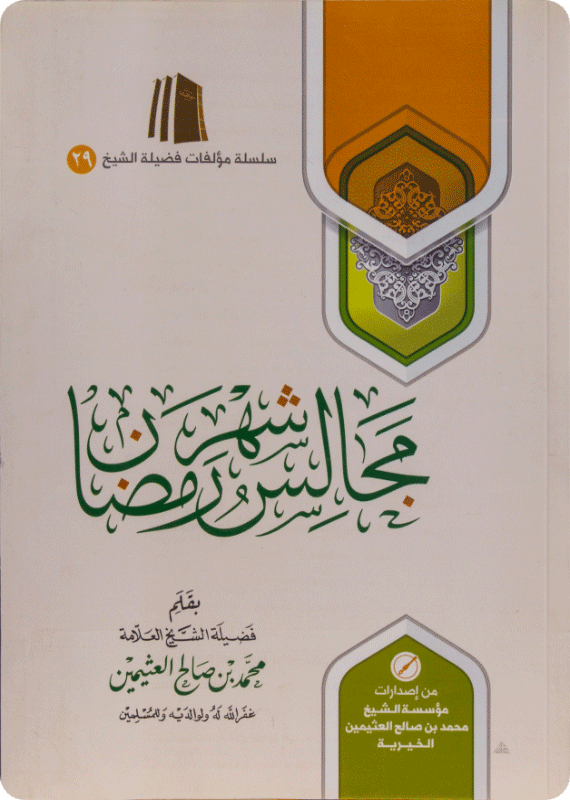 سلسلة مؤلفات فضيلة الشيخ ٢٩
مجالس شهر رمضان
بقلم
فضيلة الشيخ العلامة
محمد بن صالح العثيمين
غفر الله له ولوالديه وللمسلمين
من إصدارات
مؤسسة الشيخ
محمد بن صالح العثيمين
الخيرية